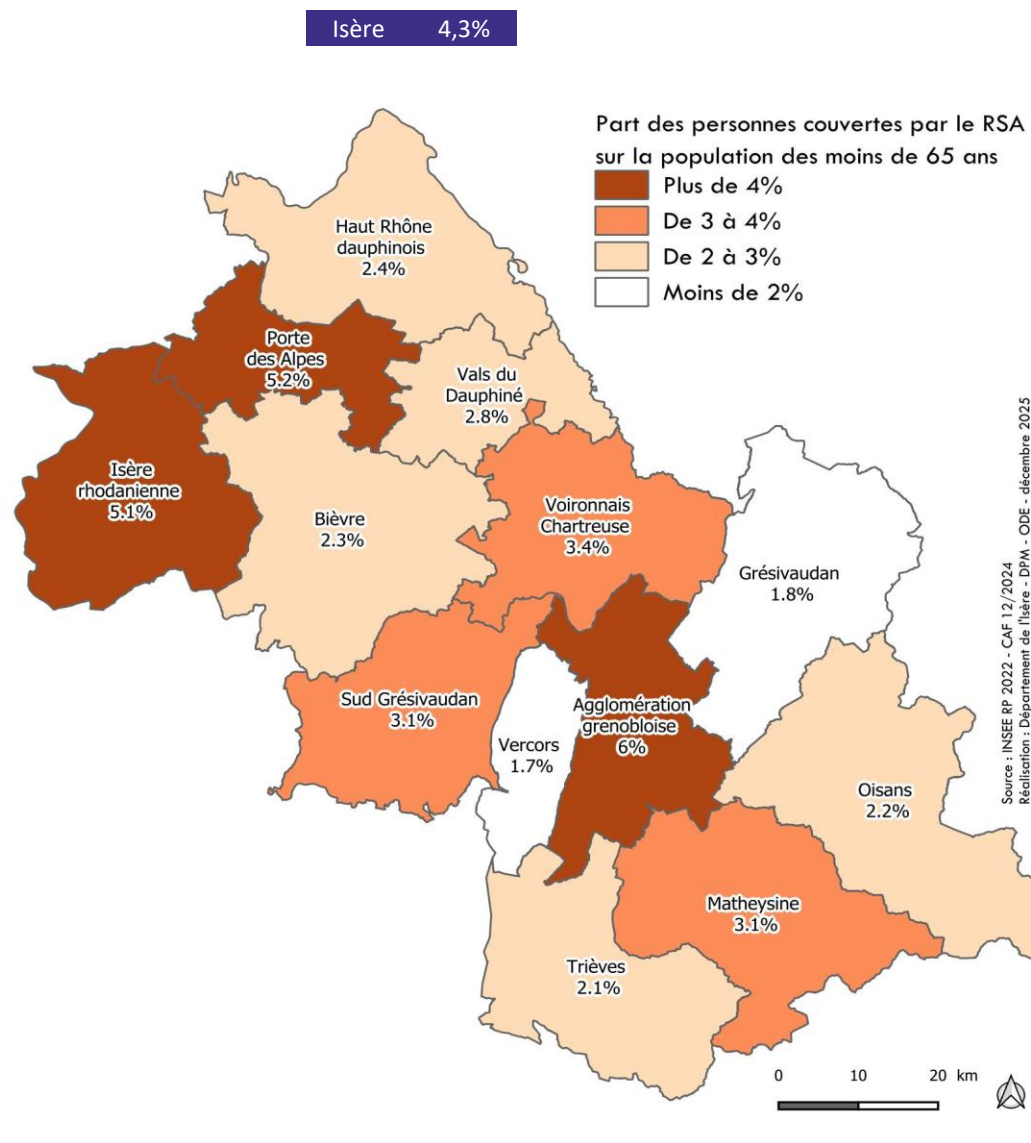 Isère 4,3%
Part des personnes couvertes par le RSA
sur la population des moins de 65 ans
Plus de 4%
De 3 à 4%
De 2 à 3%
Moins de 2%
Haut Rhône
dauphinois
2.4%
Porte
des Alpes
5.2%
Vals du
Dauphiné
2.8%
Isère
rhodanienne
5.1%
Bièvre
2.3%
Voironnais
Chartreuse
3.4%
Grésivaudan
1.8%
Sud Grésivaudan
3.1%
Vercors
1.7%
Agglomération
grenobloise
6%
Oisans
2.2%
Matheysine
3.1%
Trièves
2.1%
Source : INSEE RP 2022 - CAF 12/2024
Réalisation : Département de l'Isère - DPM - ODE - décembre 2025
0 10 20 km